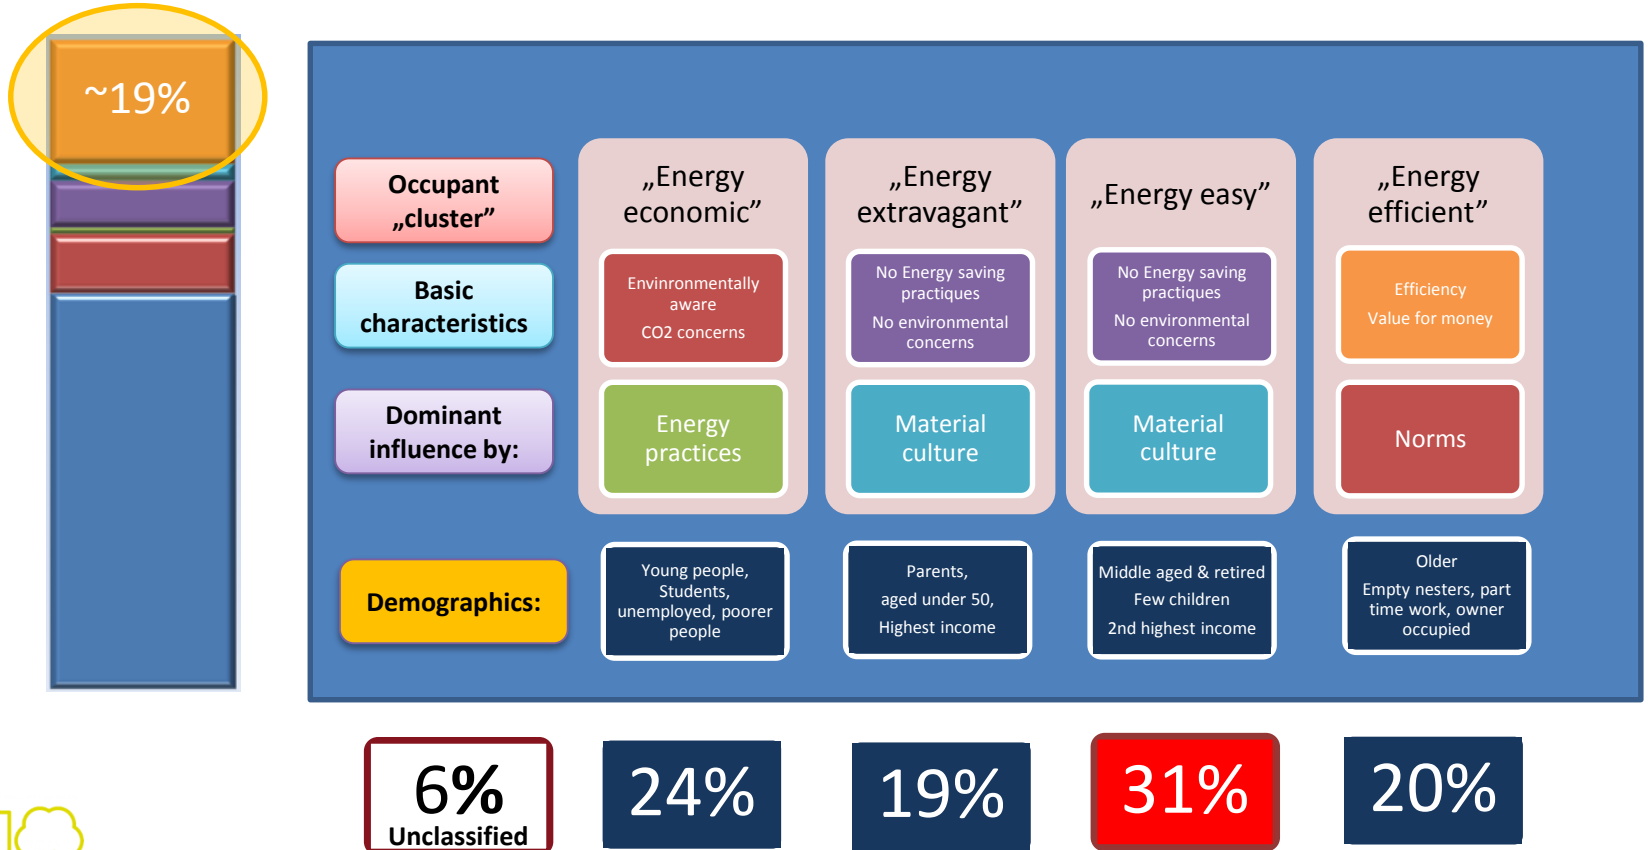 ~19%
Occupant
„cluster”
„Energy
economic”
„Energy
extravagant”
„Energy easy”
„Energy
efficient”
Basic
characteristics
Envinronmentally
aware
CO2 concerns
No Energy saving
practiques
No environmental
concerns
No Energy saving
practiques
No environmental
concerns
Efficiency
Value for money
Dominant
influence by:
Energy
practices
Material
culture
Material
culture
Norms
Demographics:
Young people,
Students,
unemployed, poorer
people
Parents,
aged under 50,
Highest income
Middle aged & retired
Few children
2nd highest income
Older
Empty nesters, part
time work, owner
occupied
6%
Unclassified
24%
19%
31%
20%